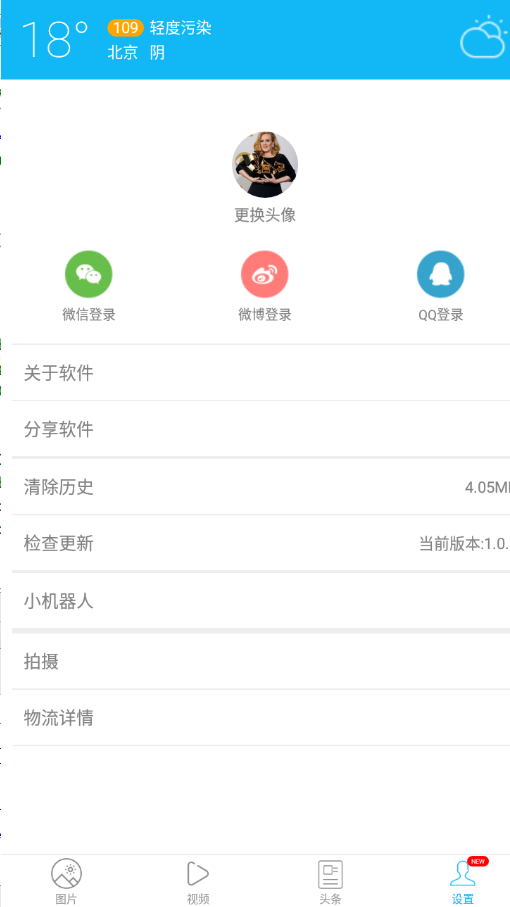 18°
109 轻度污染
北京 阴
更换头像
微信登录 微博登录 QQ登录
关于软件
分享软件
清除历史 4.05M
检查更新 当前版本:1.0.
小机器人
拍摄
物流详情
NEW
图片 视频 头条 设置